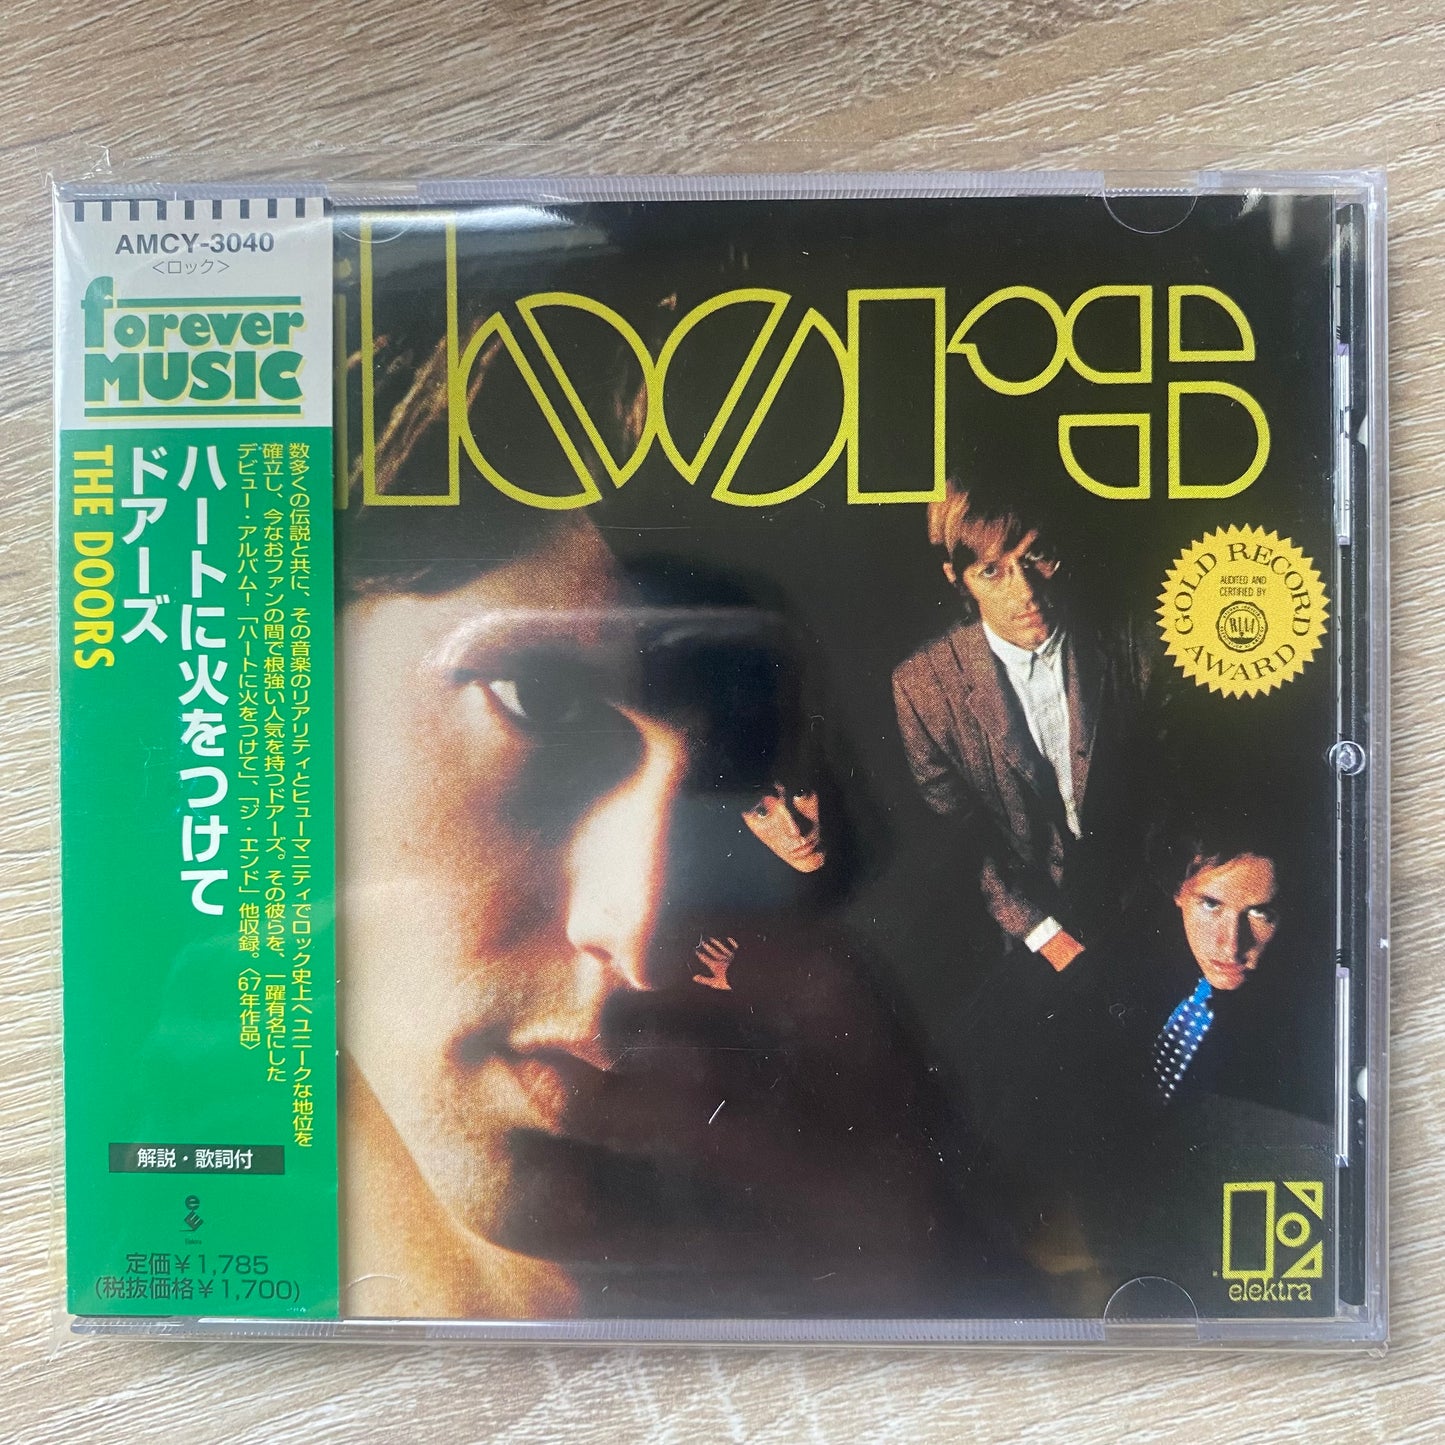 AMCY-3040
<ロック>
forever
MUSIC
ハートに火をつけて
ドアーズ
THE DOORS
数多くの伝説と共に、その音楽のリアリティとヒューマニティでロック史上へユニークな地位を
確立し、今なおファンの間で根強い人気を持つドアーズ。その彼らを、一躍有名にした
デビュー・アルバム!「ハートに火をつけて」、「ジ・エンド」他収録。〈67年作品〉
解説・歌詞付
定価￥1,785
(税抜価格￥1,700)
doors
GOLD RECORD
AUDITED AND
CERTIFIED BY
AWARD
elektra